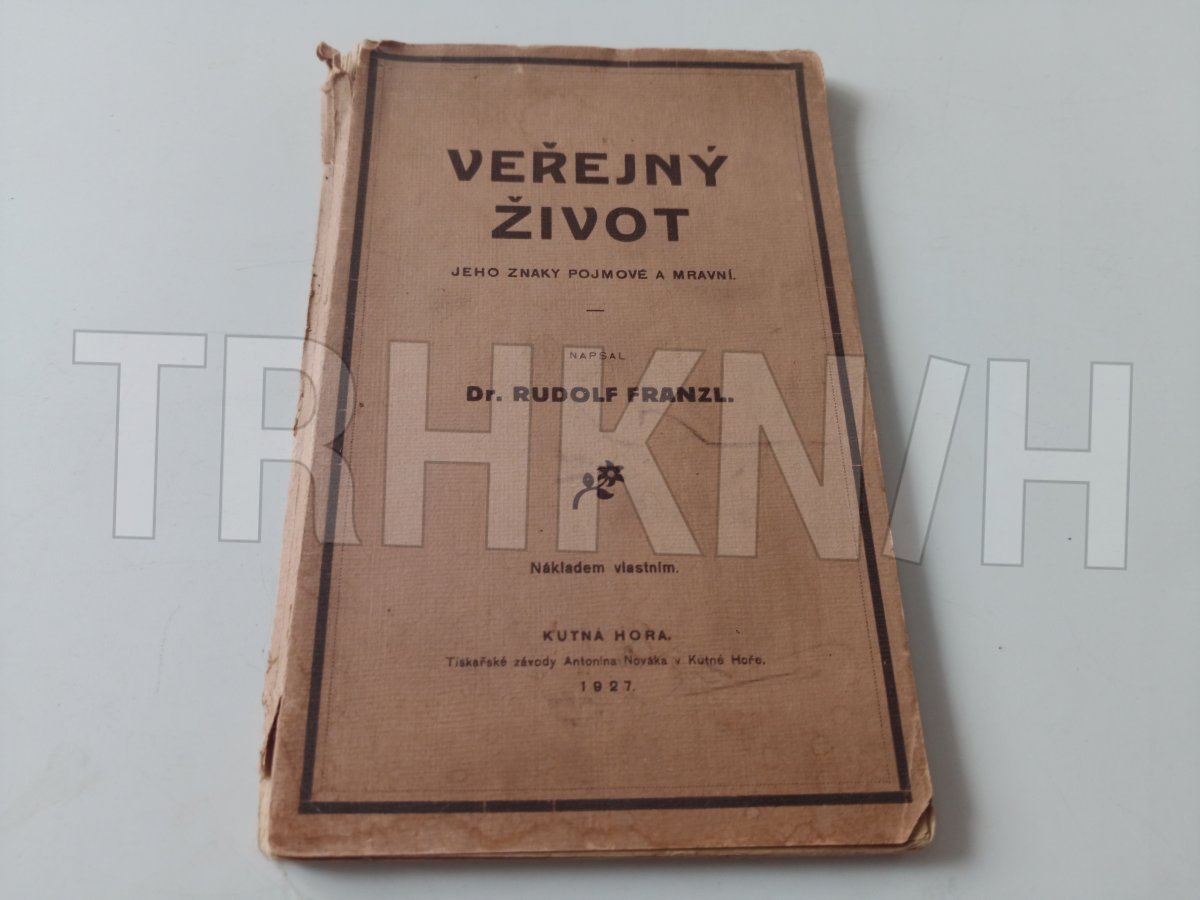 VEŘEJNÝ
ŽIVOT
JEHO ZNAKY POJMOVÉ A MRAVNÍ.
NAPSAL
Dr. RUDOLF FRANZL.
TRHKNIH
Nákladem vlastním.
KUTNÁ HORA.
Tiskařské závody Antonína Nováka v Kutné Hoře.
1927.